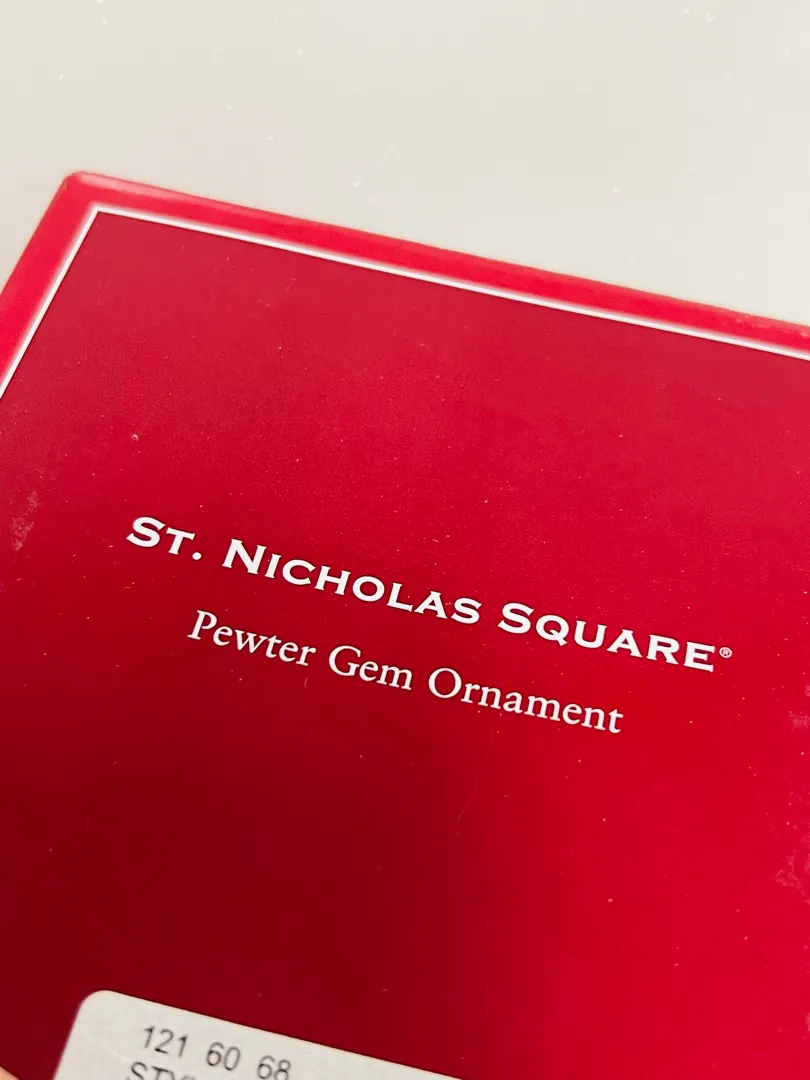 St. Nicholas Square®
Pewter Gem Ornament
121 60 68